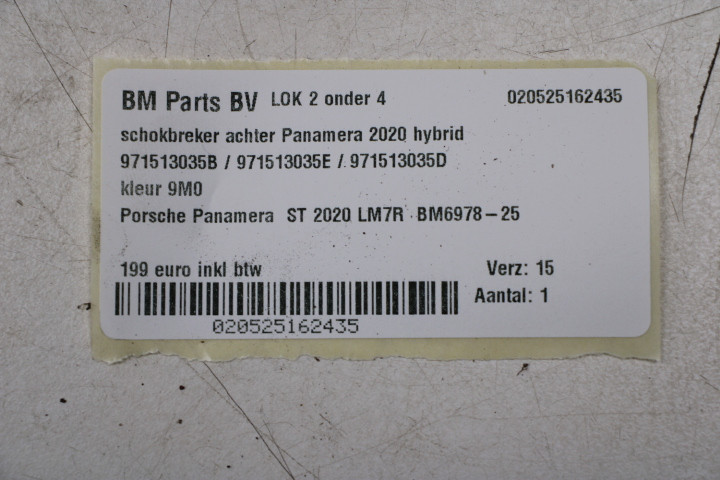 BM Parts BV LOK 2 onder 4 020525162435
schokbreker achter Panamera 2020 hybrid
971513035B / 971513035E / 971513035D
kleur 9M0
Porsche Panamera ST 2020 LM7R BM6978-25
199 euro inkl btw Verz: 15
Aantal: 1
020525162435